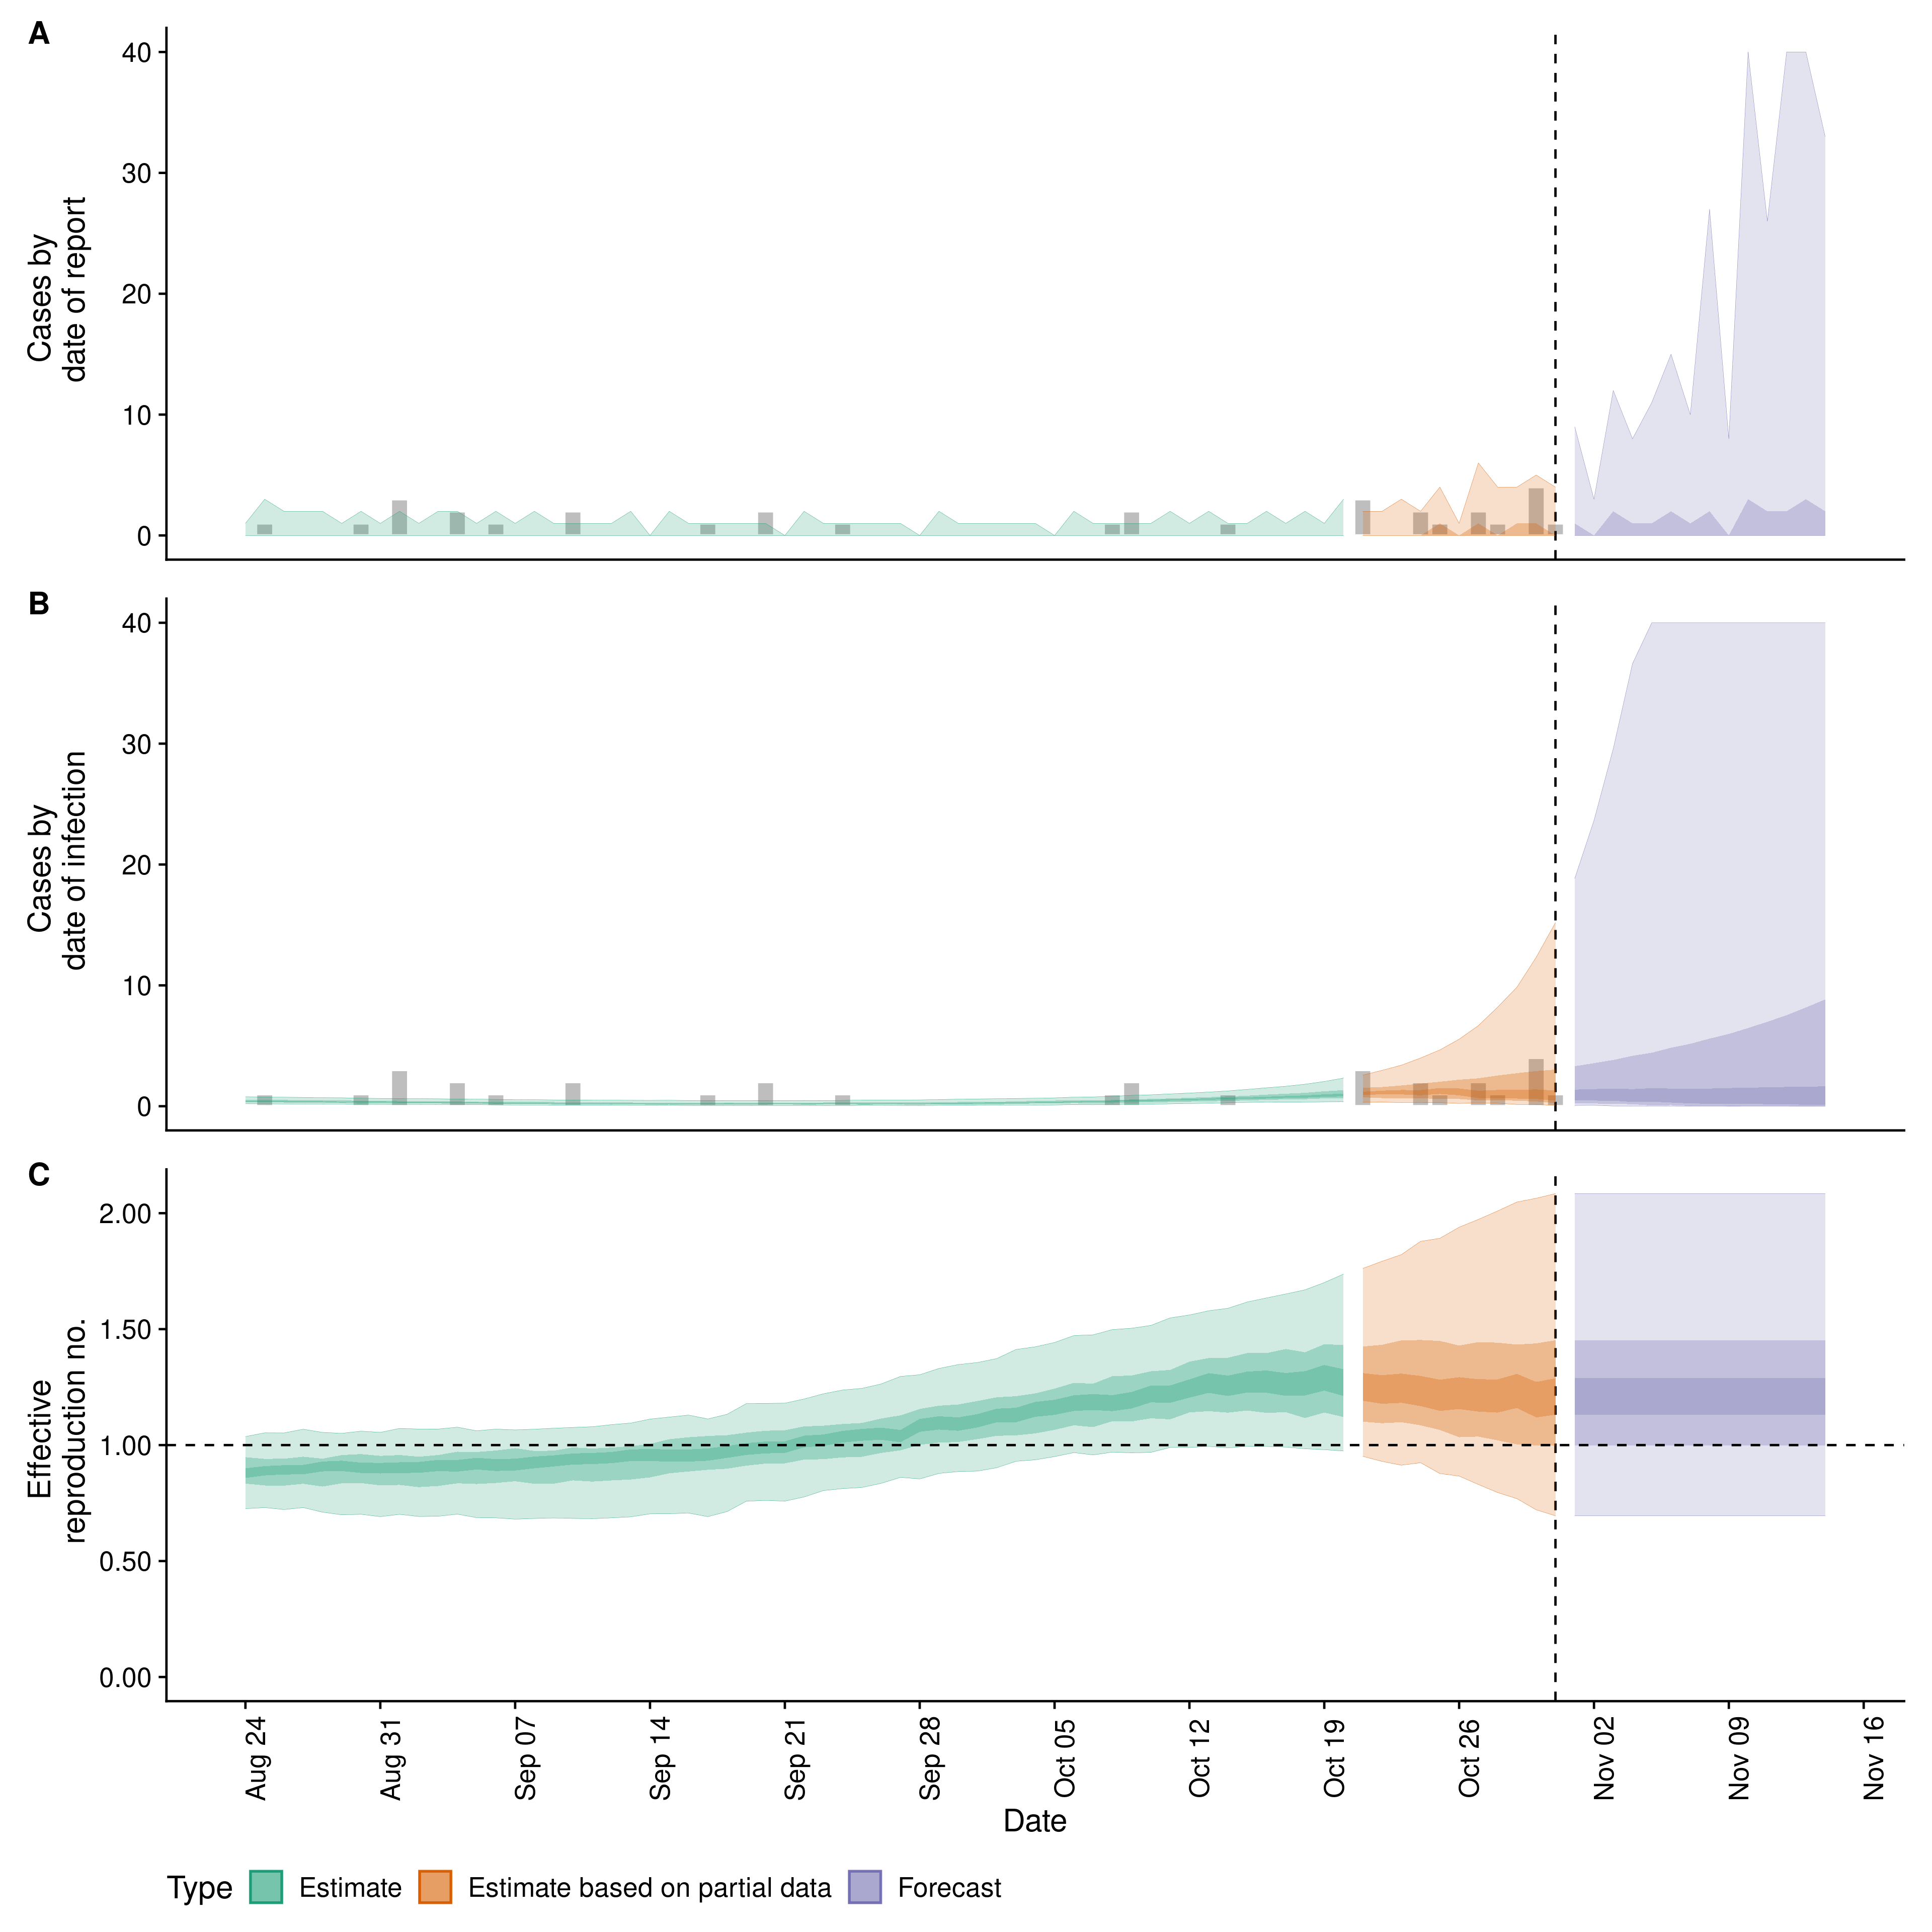 A
40
30
20
10
0
Cases by
date of report
B
40
30
20
10
0
Cases by
date of infection
C
2.00
1.50
1.00
0.50
0.00
Effective
reproduction no.
Aug 24
Aug 31
Sep 07
Sep 14
Sep 21
Sep 28
Oct 05
Oct 12
Oct 19
Oct 26
Nov 02
Nov 09
Nov 16
Date
Type Estimate Estimate based on partial data Forecast